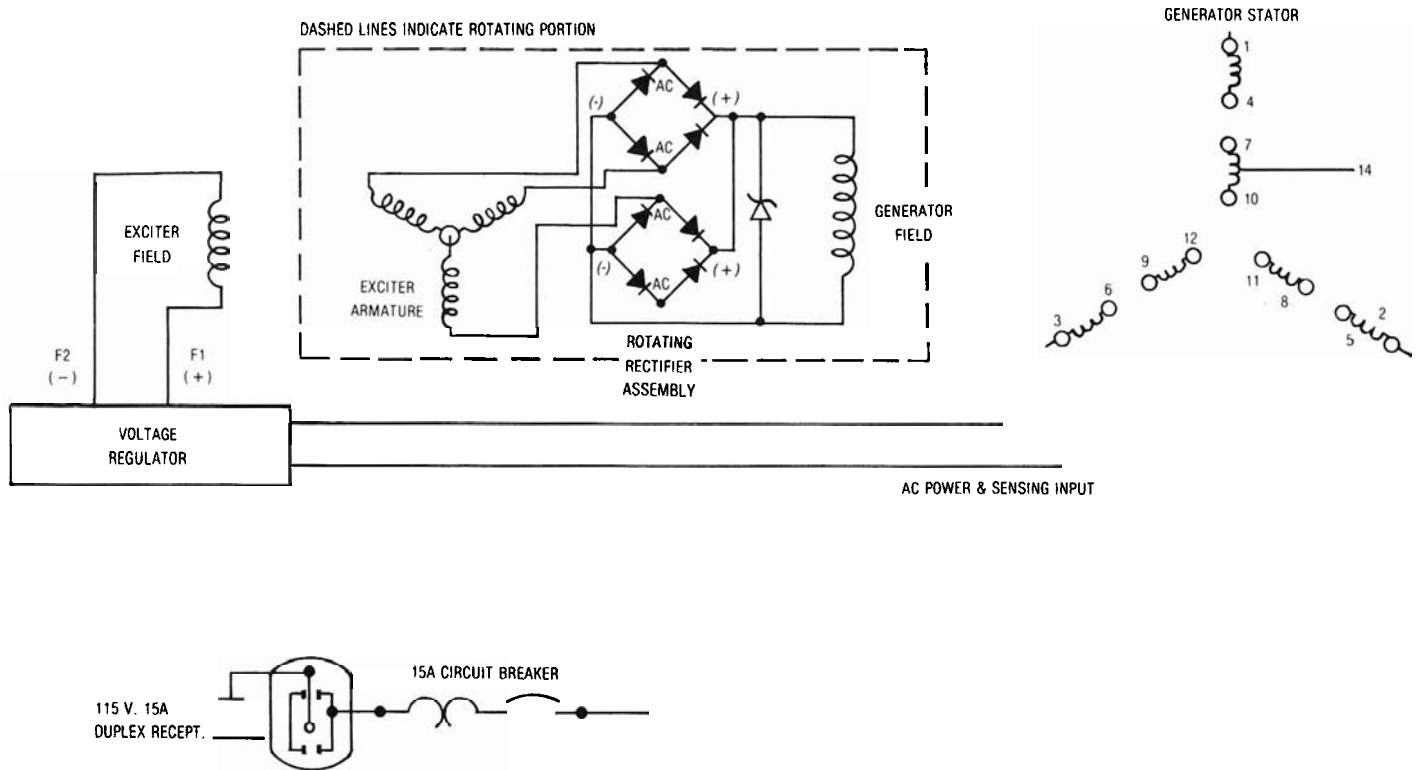 GENERATOR STATOR
DASHED LINES INDICATE ROTATING PORTION
1
4
7
14
10
12
9
6
3
11
8
2
5
AC
(-)
(+)
AC
AC
(-)
(+)
AC
EXCITER
FIELD
EXCITER
ARMATURE
GENERATOR
FIELD
ROTATING
RECTIFIER
ASSEMBLY
F2
(-)
F1
(+)
VOLTAGE
REGULATOR
AC POWER & SENSING INPUT
15A CIRCUIT BREAKER
115 V. 15A
DUPLEX RECEPT.